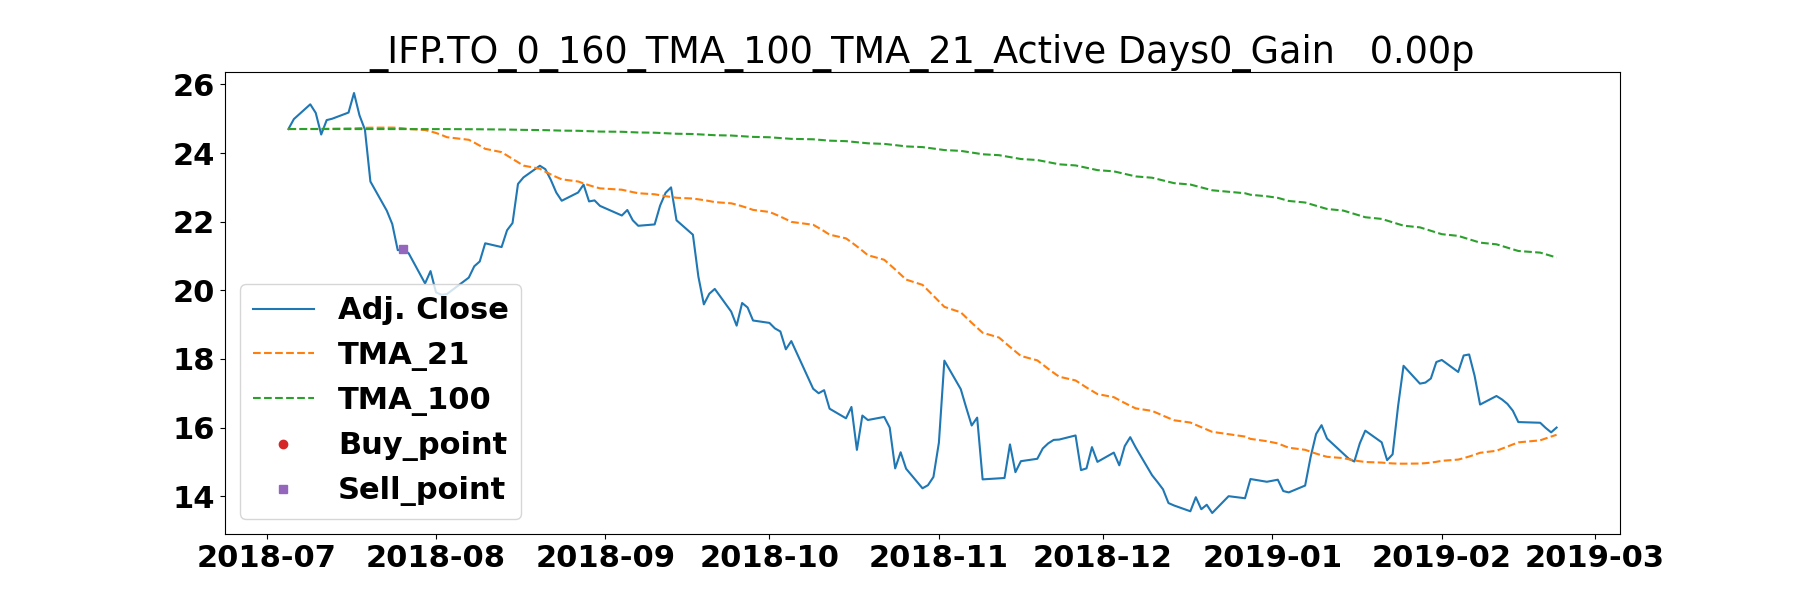 _IFP.TO_0_160_TMA_100_TMA_21_Active Days0_Gain 0.00p
26
24
22
20
18
16
14
Adj. Close
TMA_21
TMA_100
Buy_point
Sell_point
2018-07 2018-08 2018-09 2018-10 2018-11 2018-12 2019-01 2019-02 2019-03